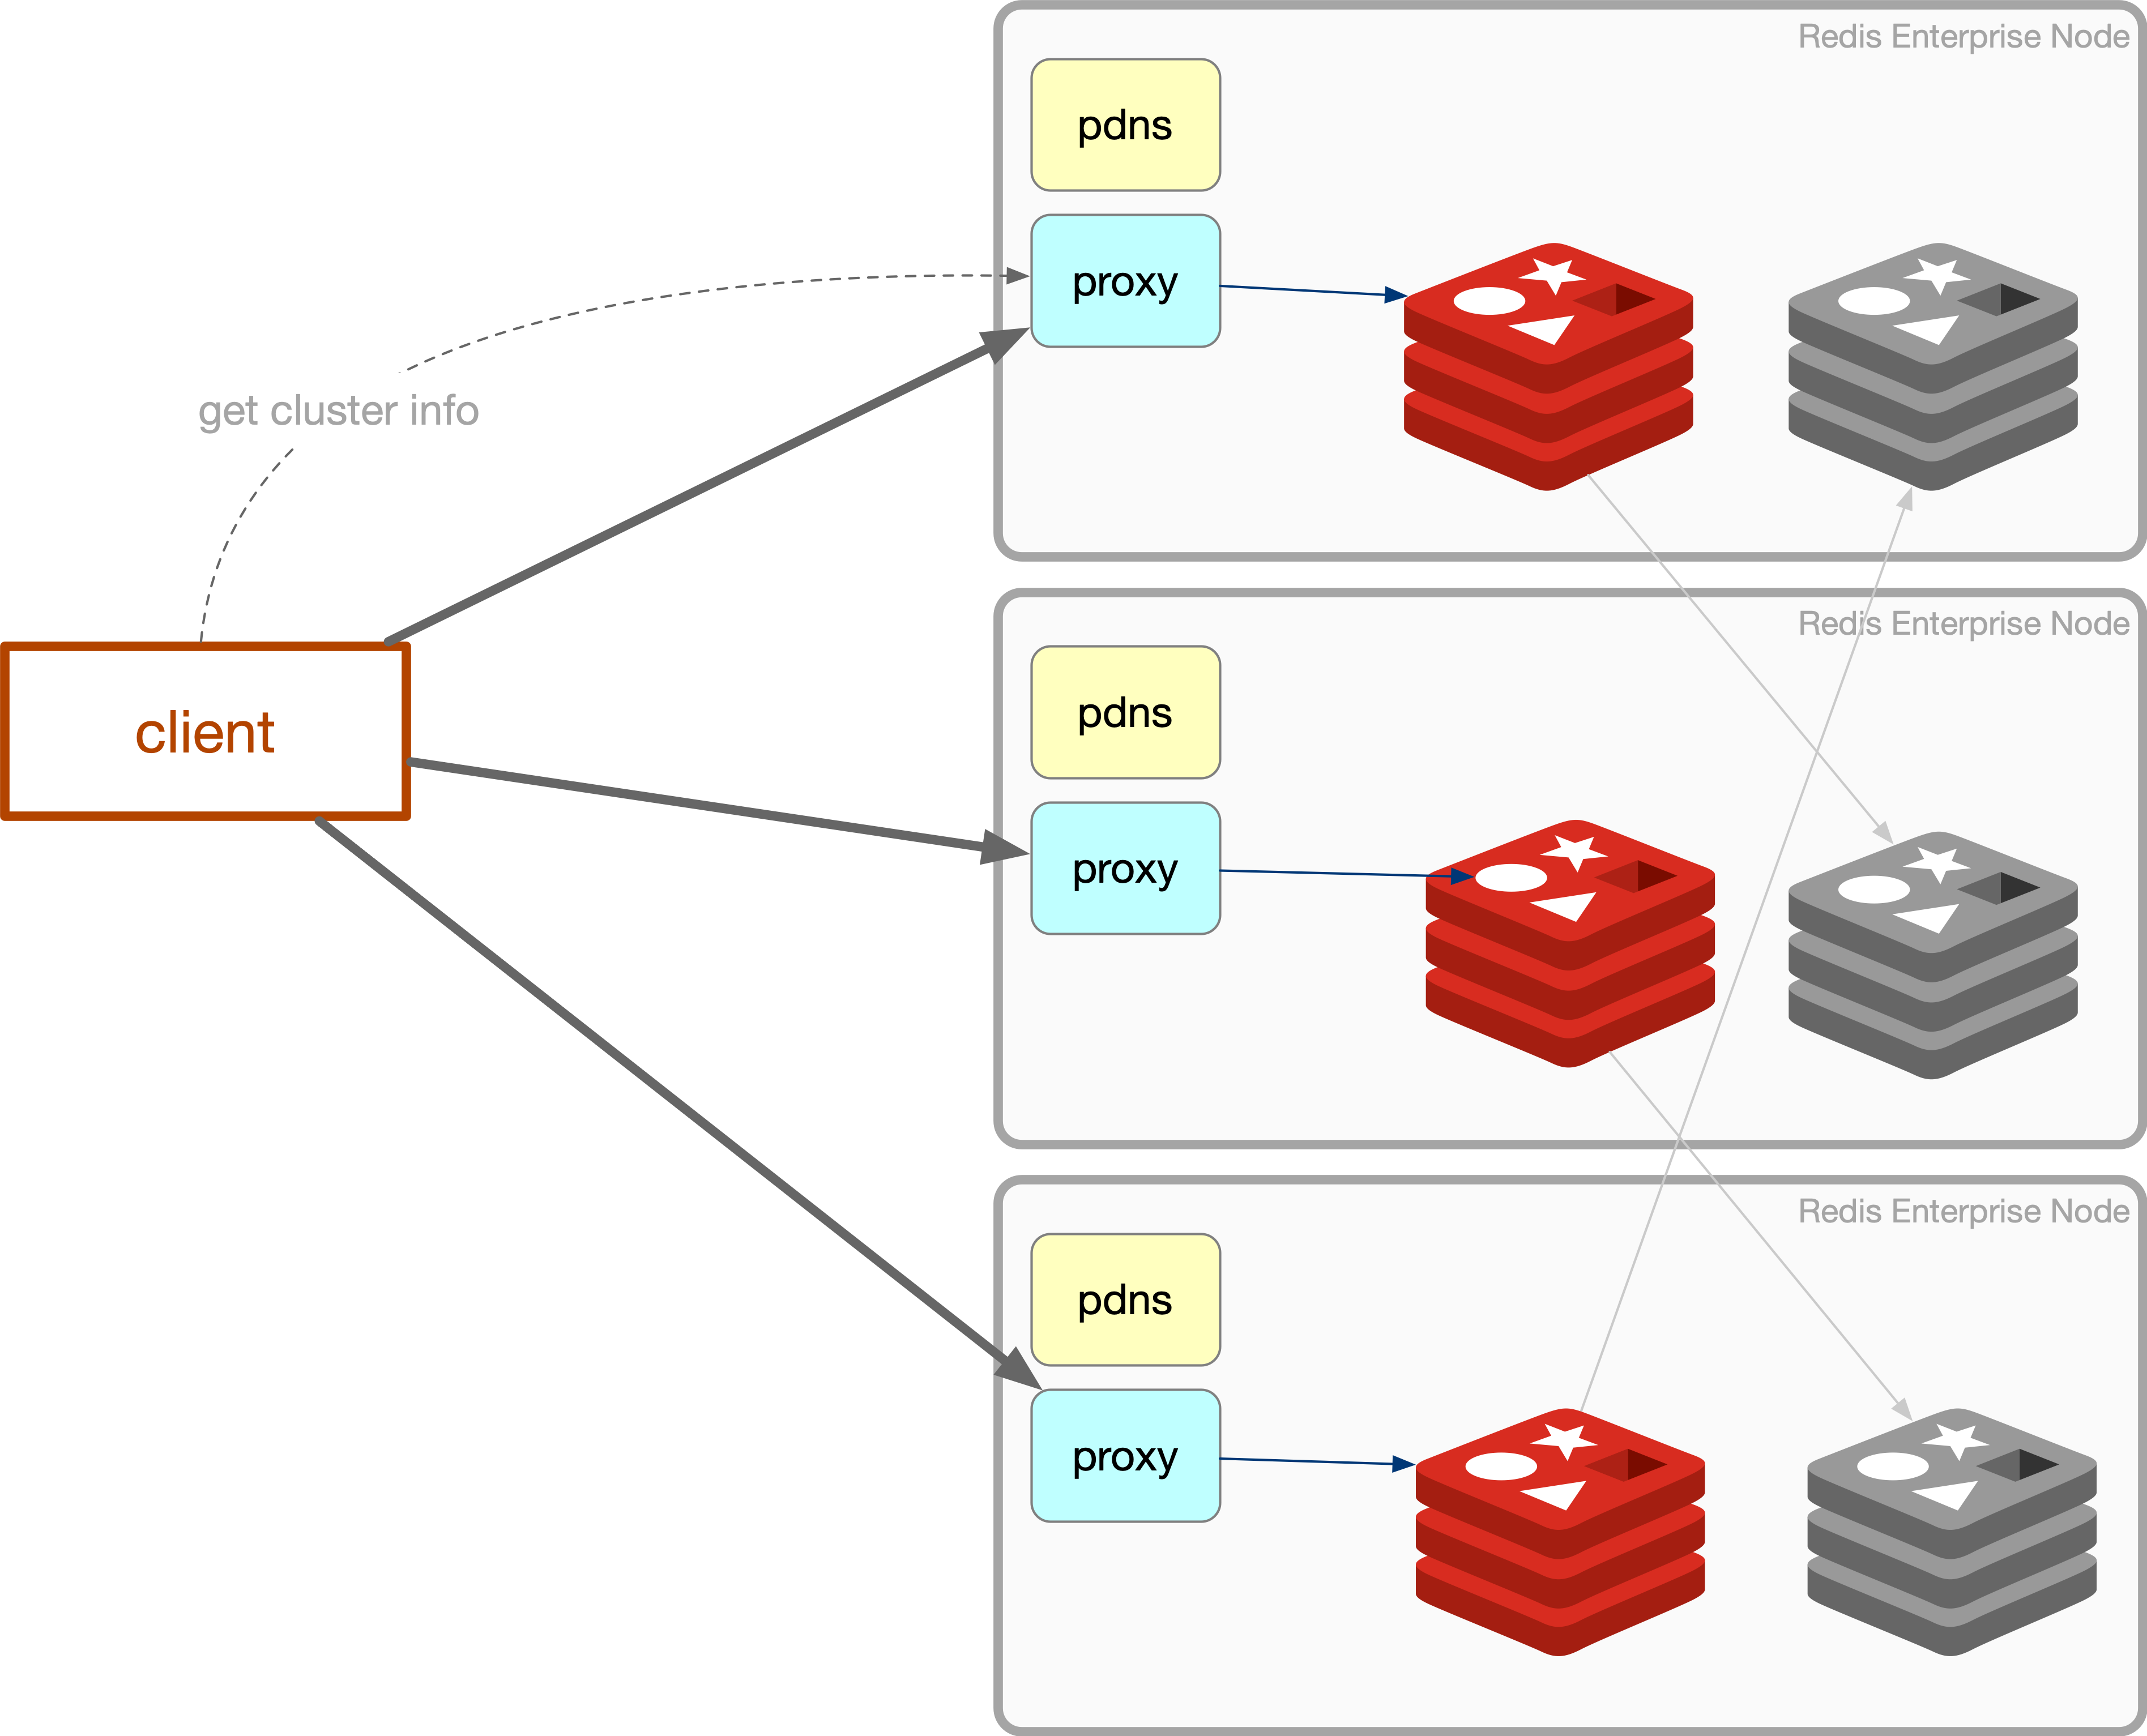 Redis Enterprise Node
pdns
proxy
get cluster info
Redis Enterprise Node
pdns
client
proxy
Redis Enterprise Node
pdns
proxy